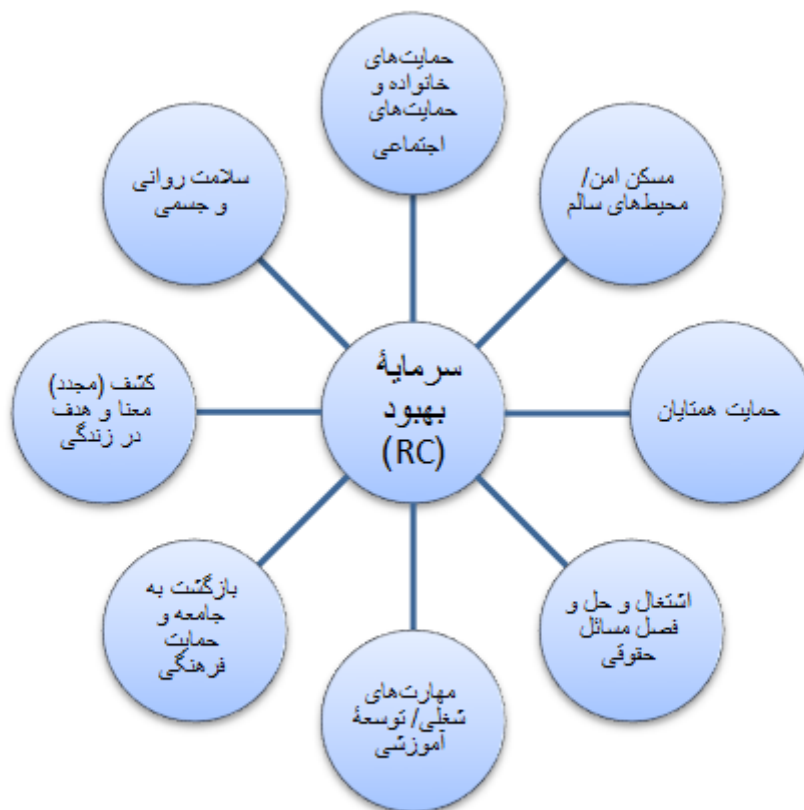 حمایت‌های
خانواده و
حمایت‌های
اجتماعی
مسکن امن/
محیط‌های سالم
حمایت همتایان
اشتغال و حل و
فصل مسائل
حقوقی
مهارت‌های
شغلی/ توسعهٔ
آموزشی
بازگشت به
جامعه و
حمایت
فرهنگی
کشف (مجدد)
معنا و هدف
در زندگی
سلامت روانی
و جسمی
سرمایهٔ
بهبود
(RC)